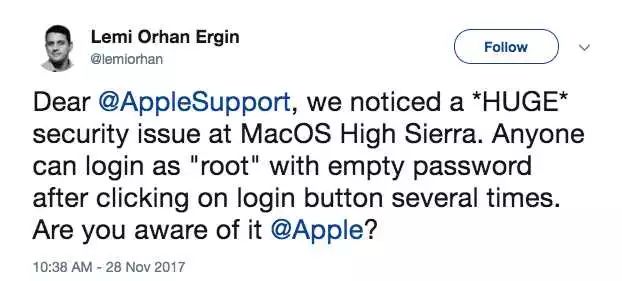 Lemi Orhan Ergin
@lemiorhan
Follow
Dear @AppleSupport, we noticed a *HUGE*
security issue at MacOS High Sierra. Anyone
can login as "root" with empty password
after clicking on login button several times.
Are you aware of it @Apple?
10:38 AM - 28 Nov 2017